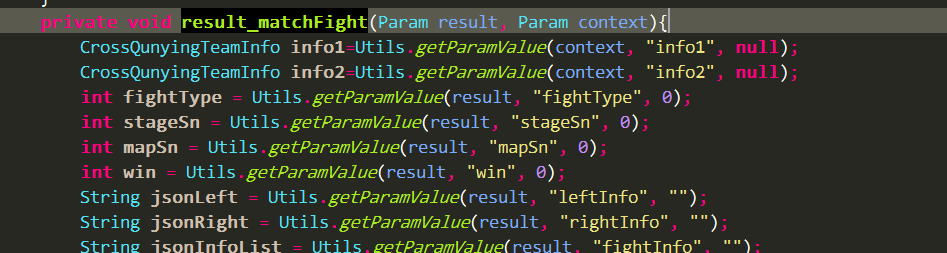 }
private void result_matchFight(Param result, Param context){
CrossQunyingTeamInfo info1=Utils.getParamValue(context, "info1", null);
CrossQunyingTeamInfo info2=Utils.getParamValue(context, "info2", null);
int fightType = Utils.getParamValue(result, "fightType", 0);
int stageSn = Utils.getParamValue(result, "stageSn", 0);
int mapSn = Utils.getParamValue(result, "mapSn", 0);
int win = Utils.getParamValue(result, "win", 0);
String jsonLeft = Utils.getParamValue(result, "leftInfo", "");
String jsonRight = Utils.getParamValue(result, "rightInfo", "");
String jsonInfoList = Utils.getParamValue(result, "fightInfo", "");